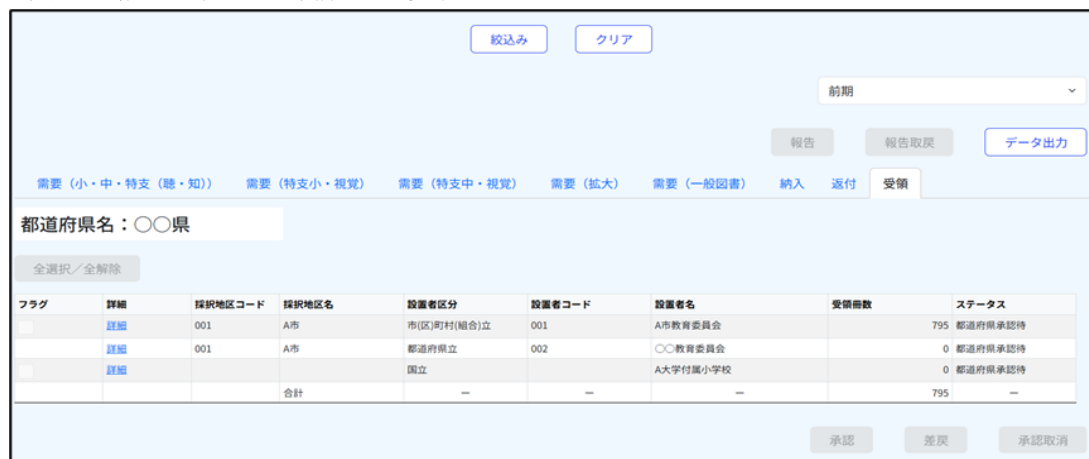 絞込み クリア
前期
報告 報告取戻 データ出力
需要（小・中・特支（聴・知）） 需要（特支小・視覚） 需要（特支中・視覚） 需要（拡大） 需要（一般図書） 納入 返付 受領
都道府県名：○○県
全選択／全解除
フラグ 詳細 採択地区コード 採択地区名 設置者区分 設置者コード 設置者名 受領冊数 ステータス
詳細 001 A市 市(区)町村(組合)立 001 A市教育委員会 795 都道府県承認待
詳細 001 A市 都道府県立 002 ○○教育委員会 0 都道府県承認待
詳細 国立 A大学付属小学校 0 都道府県承認待
合計 － － － 795 －
承認 差戻 承認取消